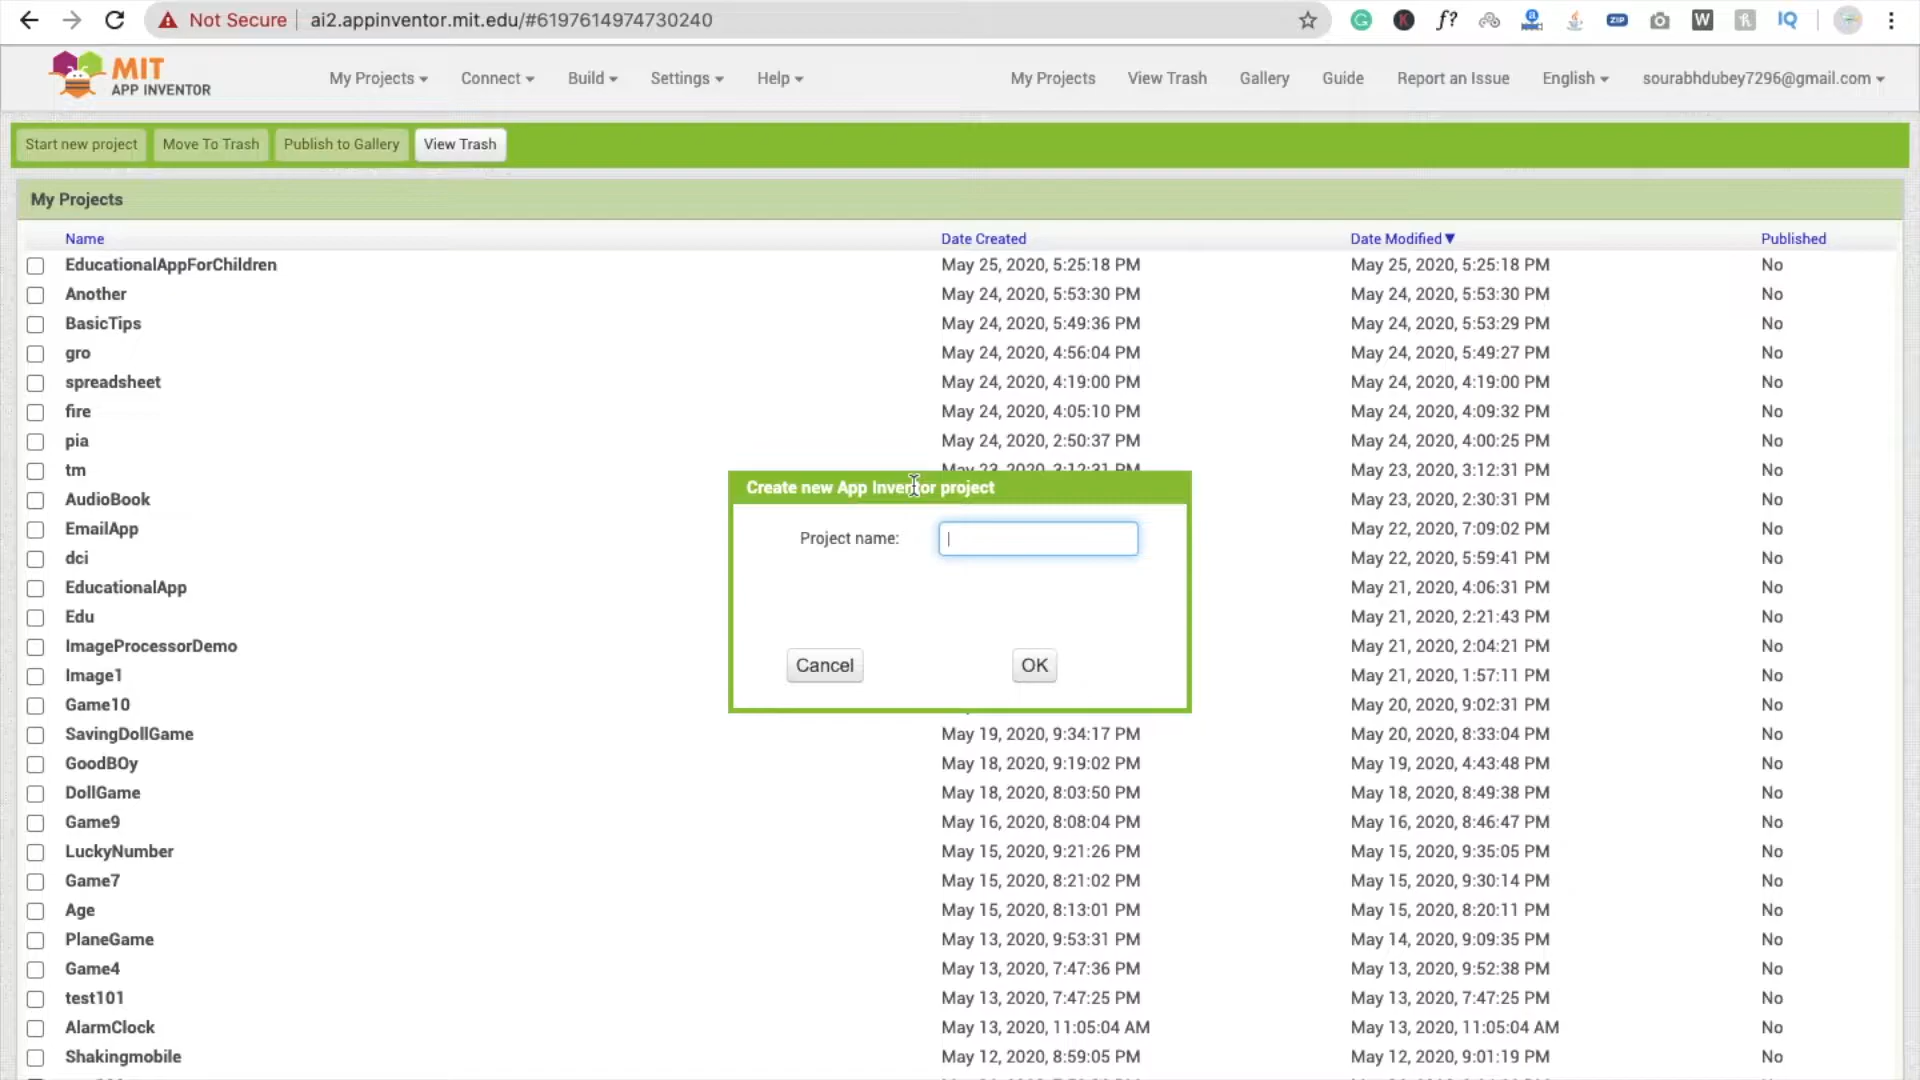 Not Secure | ai2.appinventor.mit.edu/#6197614974730240
MIT
APP INVENTOR
My Projects Connect Build Settings Help My Projects View Trash Gallery Guide Report an Issue English sourabhdubey7296@gmail.com
Start new project Move To Trash Publish to Gallery View Trash
My Projects
Name Date Created Date Modified Published
EducationalAppForChildren May 25, 2020, 5:25:18 PM May 25, 2020, 5:25:18 PM No
Another May 24, 2020, 5:53:30 PM May 24, 2020, 5:53:30 PM No
BasicTips May 24, 2020, 5:49:36 PM May 24, 2020, 5:53:29 PM No
gro May 24, 2020, 4:56:04 PM May 24, 2020, 5:49:27 PM No
spreadsheet May 24, 2020, 4:19:00 PM May 24, 2020, 4:19:00 PM No
fire May 24, 2020, 4:05:10 PM May 24, 2020, 4:09:32 PM No
pia May 24, 2020, 2:50:37 PM May 24, 2020, 4:00:25 PM No
tm May 23, 2020, 3:12:31 PM May 23, 2020, 3:12:31 PM No
AudioBook May 23, 2020, 2:30:31 PM No
EmailApp May 22, 2020, 7:09:02 PM No
dci May 22, 2020, 5:59:41 PM No
EducationalApp May 21, 2020, 4:06:31 PM No
Edu May 21, 2020, 2:21:43 PM No
ImageProcessorDemo May 21, 2020, 2:04:21 PM No
Image1 May 21, 2020, 1:57:11 PM No
Game10 May 20, 2020, 9:02:31 PM No
Create new App Inventor project
Project name:
Cancel OK
SavingDollGame May 19, 2020, 9:34:17 PM May 20, 2020, 8:33:04 PM No
GoodBOy May 18, 2020, 9:19:02 PM May 19, 2020, 4:43:48 PM No
DollGame May 18, 2020, 8:03:50 PM May 18, 2020, 8:49:38 PM No
Game9 May 16, 2020, 8:08:04 PM May 16, 2020, 8:46:47 PM No
LuckyNumber May 15, 2020, 9:21:26 PM May 15, 2020, 9:35:05 PM No
Game7 May 15, 2020, 8:21:02 PM May 15, 2020, 9:30:14 PM No
Age May 15, 2020, 8:13:01 PM May 15, 2020, 8:20:11 PM No
PlaneGame May 13, 2020, 9:53:31 PM May 14, 2020, 9:09:35 PM No
Game4 May 13, 2020, 7:47:36 PM May 13, 2020, 9:52:38 PM No
test101 May 13, 2020, 7:47:25 PM May 13, 2020, 7:47:25 PM No
AlarmClock May 13, 2020, 11:05:04 AM May 13, 2020, 11:05:04 AM No
Shakingmobile May 12, 2020, 8:59:05 PM May 12, 2020, 9:01:19 PM No